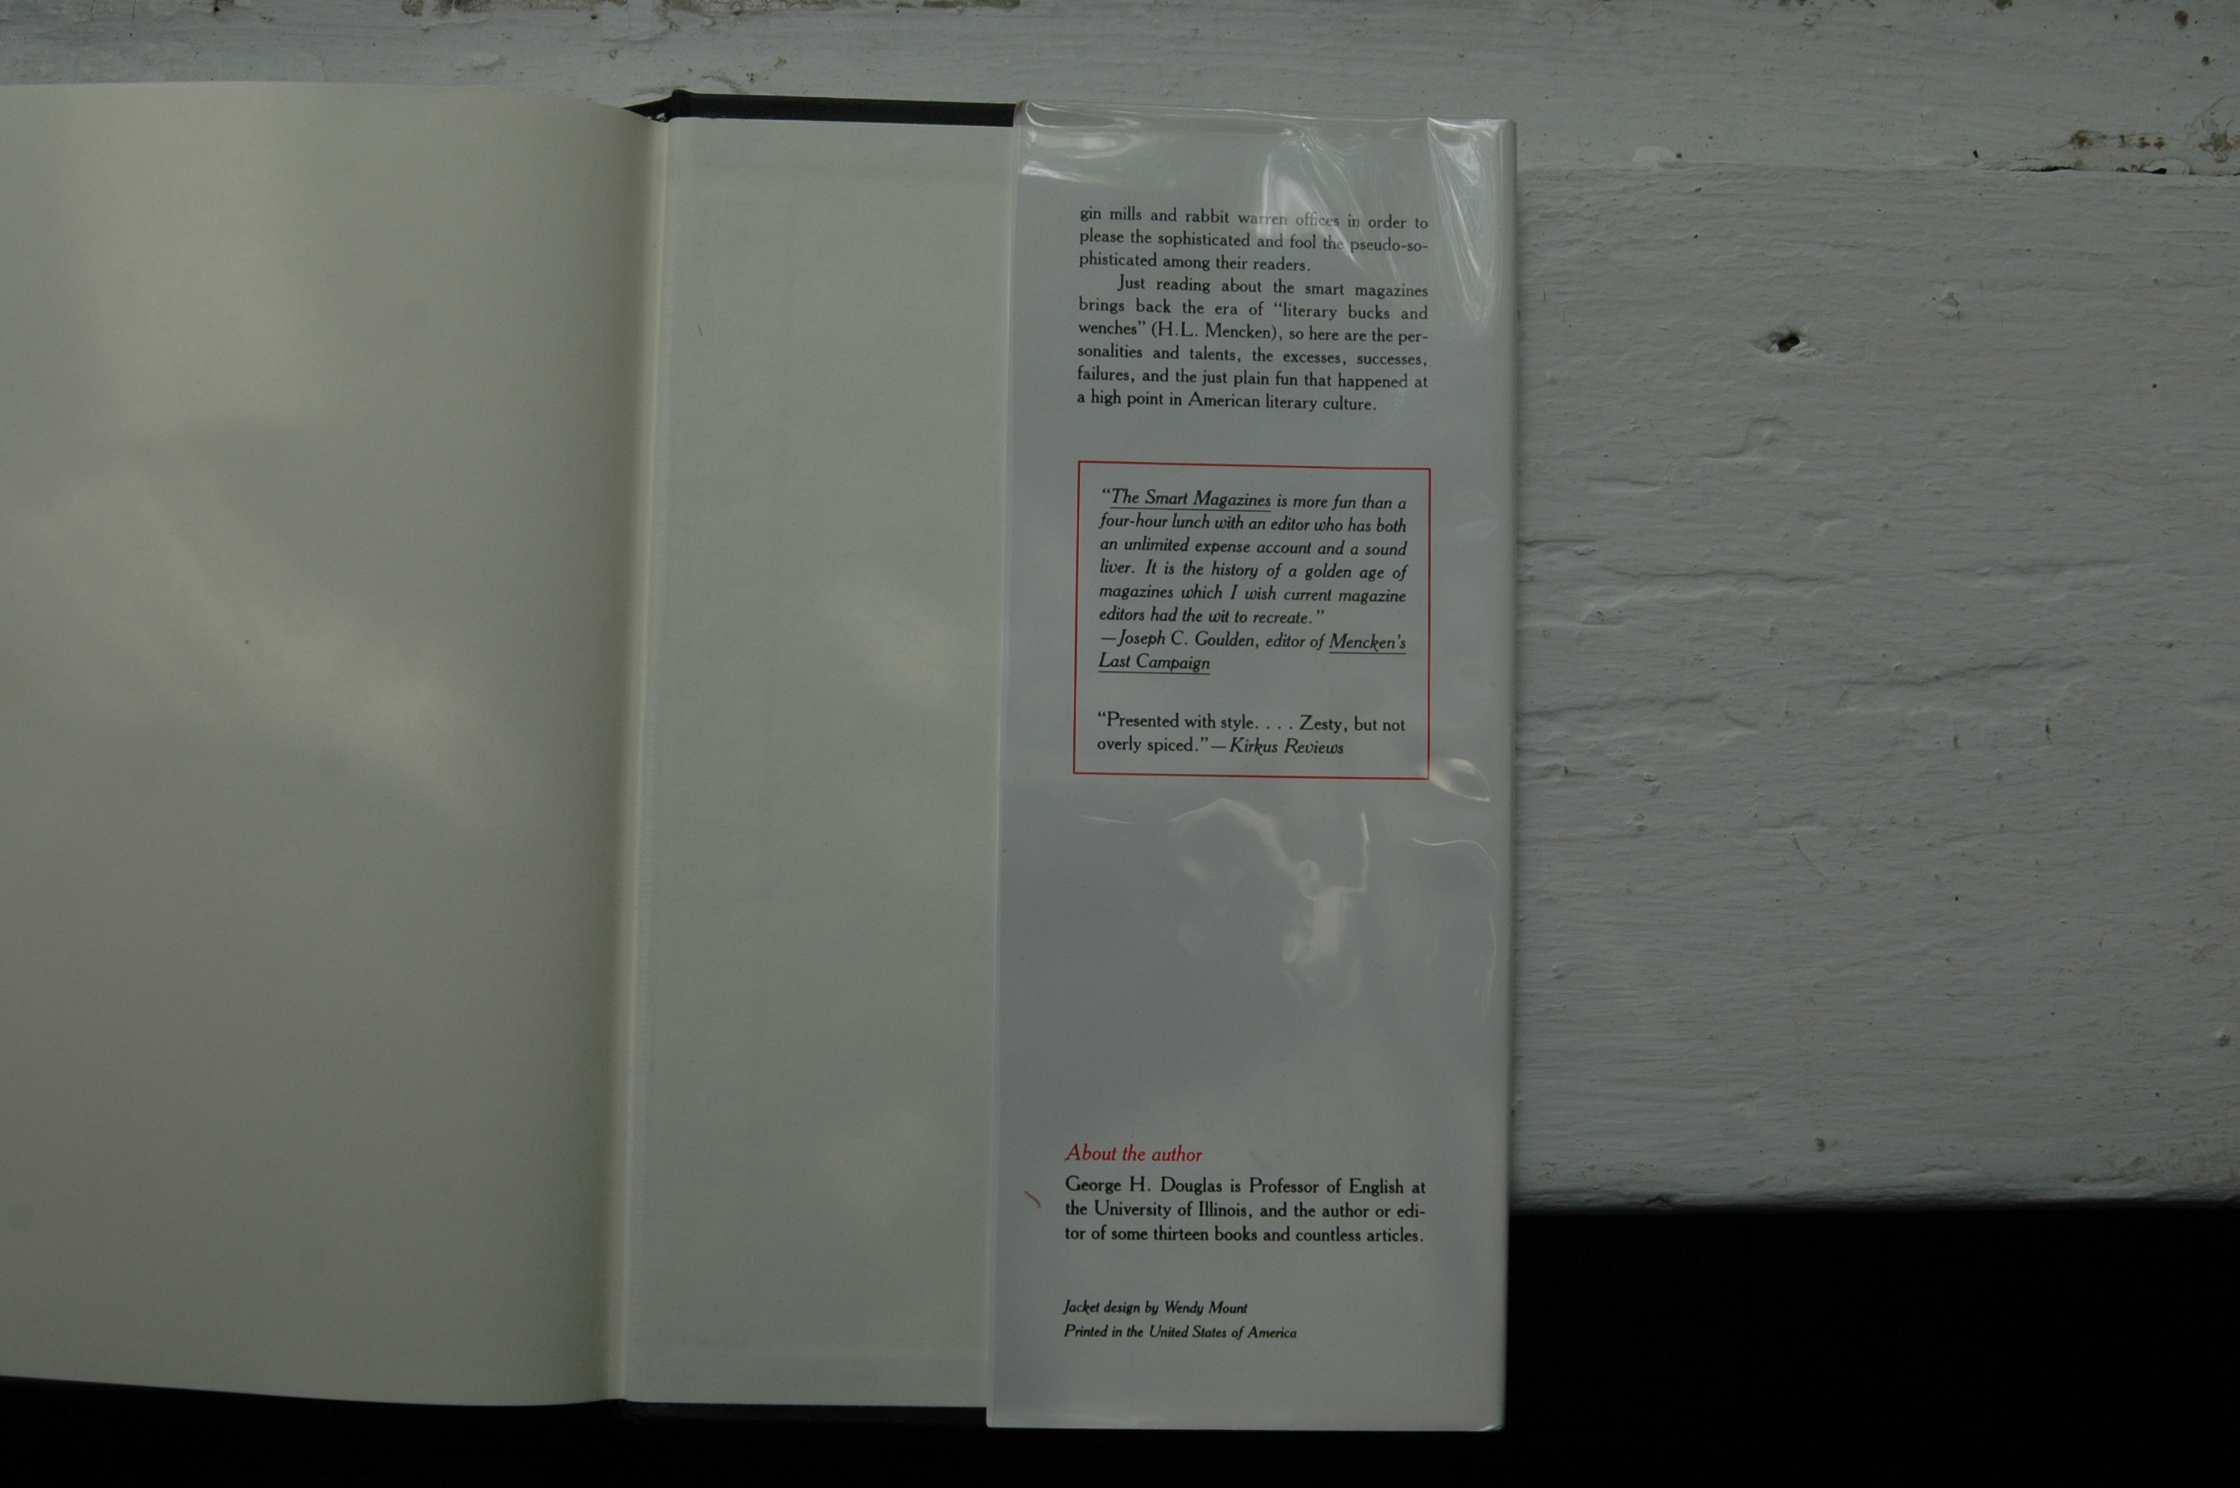 gin mills and rabbit warren offices in order to
please the sophisticated and fool the pseudo-so-
phisticated among their readers.
Just reading about the smart magazines
brings back the era of “literary bucks and
wenches” (H.L. Mencken), so here are the per-
sonalities and talents, the excesses, successes,
failures, and the just plain fun that happened at
a high point in American literary culture.
“The Smart Magazines is more fun than a
four-hour lunch with an editor who has both
an unlimited expense account and a sound
liver. It is the history of a golden age of
magazines which I wish current magazine
editors had the wit to recreate.”
—Joseph C. Goulden, editor of Mencken's
Last Campaign
“Presented with style. . . . Zesty, but not
overly spiced.”—Kirkus Reviews
About the author
George H. Douglas is Professor of English at
the University of Illinois, and the author or edi-
tor of some thirteen books and countless articles.
Jacket design by Wendy Mount
Printed in the United States of America